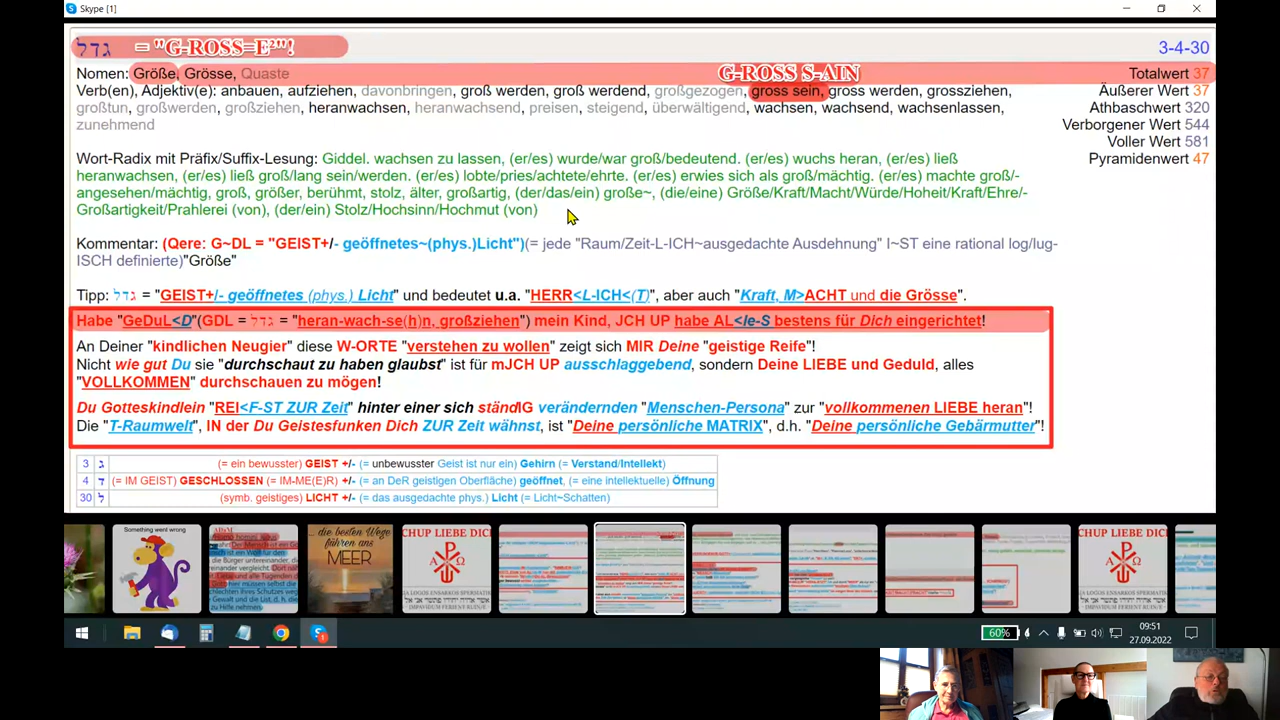 Skype [1]
גדל = "G-ROSS=E²"!
3-4-30
Nomen: Größe, Grösse, Quaste
G-ROSS S-AIN
Totalwert 37
Verb(en), Adjektiv(e): anbauen, aufziehen, davonbringen, groß werden, groß werdend, großgezogen, gross sein, gross werden, grossziehen,
Äußerer Wert 37
großtun, großwerden, großziehen, heranwachsen, heranwachsend, preisen, steigend, überwältigend, wachsen, wachsend, wachsenlassen,
Athbaschwert 320
zunehmend
Verborgener Wert 544
Voller Wert 581
Wort-Radix mit Präfix/Suffix-Lesung: Giddel. wachsen zu lassen, (er/es) wurde/war groß/bedeutend. (er/es) wuchs heran, (er/es) ließ
Pyramidenwert 47
heranwachsen, (er/es) ließ groß/lang sein/werden. (er/es) lobte/pries/achtete/ehrte. (er/es) erwies sich als groß/mächtig. (er/es) machte groß/-
angesehen/mächtig, groß, größer, berühmt, stolz, älter, großartig, (der/das/ein) große~, (die/eine) Größe/Kraft/Macht/Würde/Hoheit/Kraft/Ehre/-
Großartigkeit/Prahlerei (von), (der/ein) Stolz/Hochsinn/Hochmut (von)
Kommentar: (Qere: G~DL = "GEIST+/- geöffnetes~(phys.)Licht")(= jede "Raum/Zeit-L-ICH~ausgedachte Ausdehnung" I~ST eine rational log/lug-
ISCH definierte)"Größe"
Tipp: גדל = "GEIST+/- geöffnetes (phys.) Licht" und bedeutet u.a. "HERR<L-ICH<(T)", aber auch "Kraft, M>ACHT und die Grösse".
Habe "GeDuL<D"(GDL = גדל = "heran-wach-se(h)n, großziehen") mein Kind, JCH UP habe AL<le-S bestens für Dich eingerichtet!
An Deiner "kindlichen Neugier" diese W-ORTE "verstehen zu wollen" zeigt sich MIR Deine "geistige Reife"!
Nicht wie gut Du sie "durchschaut zu haben glaubst" ist für mJCH UP ausschlaggebend, sondern Deine LIEBE und Geduld, alles
"VOLLKOMMEN" durchschauen zu mögen!
Du Gotteskindlein "REI<F-ST ZUR Zeit" hinter einer sich ständIG verändernden "Menschen-Persona" zur "vollkommenen LIEBE heran"!
Die "T-Raumwelt", IN der Du Geistesfunken Dich ZUR Zeit wähnst, ist "Deine persönliche MATRIX", d.h. "Deine persönliche Gebärmutter"!
3 ג (= ein bewusster) GEIST +/- (= unbewusster Geist ist nur ein) Gehirn (= Verstand/Intellekt)
4 ד (= IM GEIST) GESCHLOSSEN (= IM-ME(E)R) +/- (= an DeR geistigen Oberfläche) geöffnet, (= eine intellektuelle) Öffnung
30 ל (symb. geistiges) LICHT +/- (= das ausgedachte phys.) Licht (= Licht~Schatten)
Something went wrong
... die besten Wege
führen ans
MEER
CHUP LIEBE DICH
CHUP LIEBE DICH
60%
09:51
27.09.2022